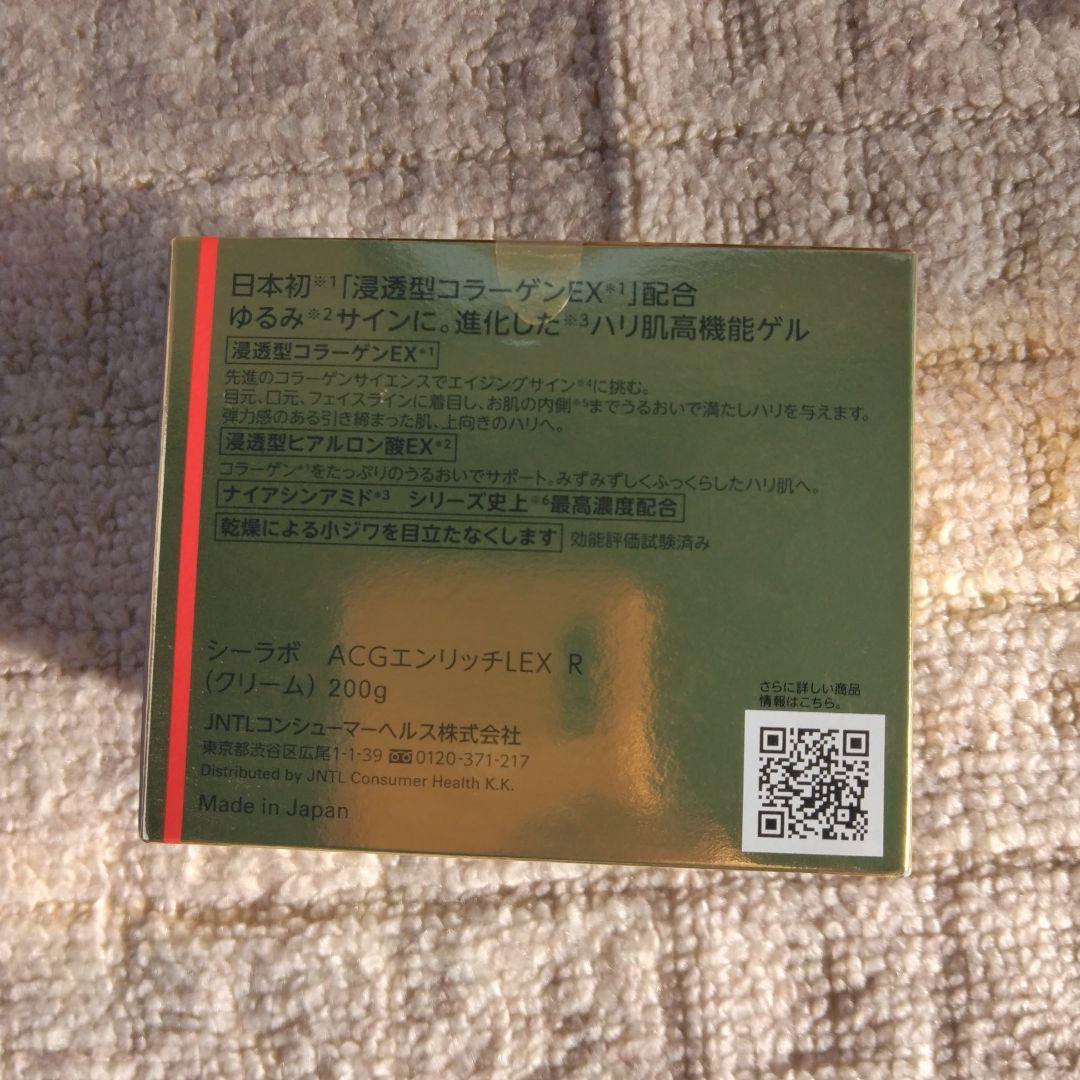 日本初※1「浸透型コラーゲンEX*1」配合
ゆるみ※2サインに。進化した※3ハリ肌高機能ゲル
浸透型コラーゲンEX*1
先進のコラーゲンサイエンスでエイジングサイン※4に挑む。
目元、口元、フェイスラインに着目し、お肌の内側※5までうるおいで満たしハリを与えます。
弾力感のある引き締まった肌、上向きのハリへ。
浸透型ヒアルロン酸EX*2
コラーゲン*1をたっぷりのうるおいでサポート。みずみずしくふっくらしたハリ肌へ。
ナイアシンアミド*3 シリーズ史上※6最高濃度配合
乾燥による小ジワを目立たなくします 効能評価試験済み
シーラボ ACGエンリッチLEX R
(クリーム) 200g
さらに詳しい商品
情報はこちら。
JNTLコンシューマーヘルス株式会社
東京都渋谷区広尾1-1-39 0120-371-217
Distributed by JNTL Consumer Health K.K.
Made in Japan